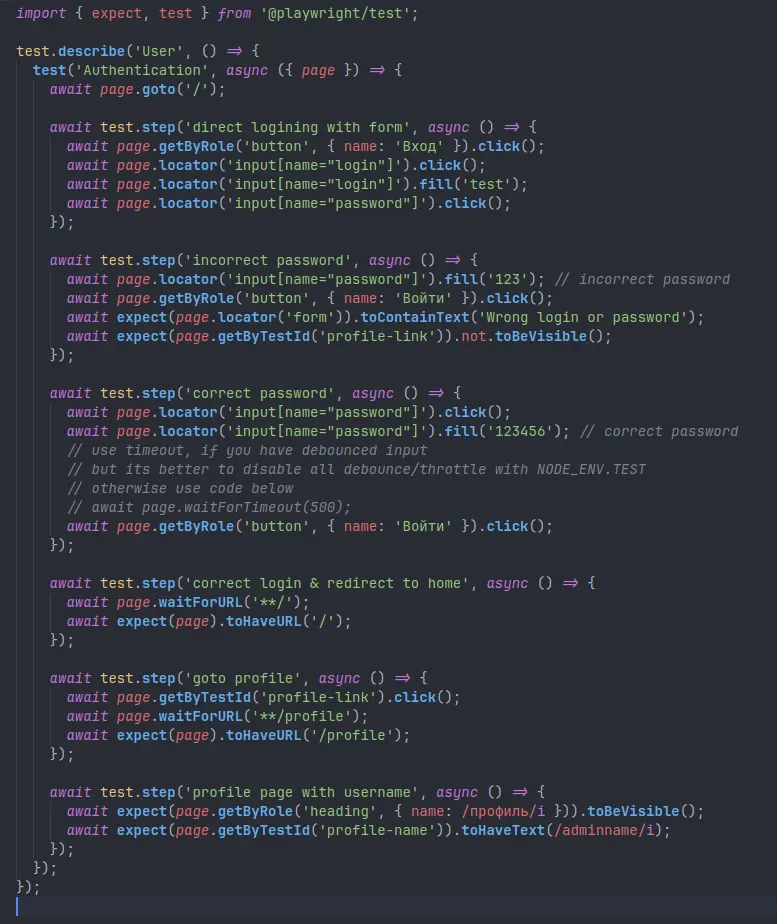 import { expect, test } from '@playwright/test';

test.describe('User', () => {
  test('Authentication', async ({ page }) => {
    await page.goto('/');

    await test.step('direct logining with form', async () => {
      await page.getByRole('button', { name: 'Вход' }).click();
      await page.locator('input[name="login"]').click();
      await page.locator('input[name="login"]').fill('test');
      await page.locator('input[name="password"]').click();
    });

    await test.step('incorrect password', async () => {
      await page.locator('input[name="password"]').fill('123'); // incorrect password
      await page.getByRole('button', { name: 'Войти' }).click();
      await expect(page.locator('form')).toContainText('Wrong login or password');
      await expect(page.getByTestId('profile-link')).not.toBeVisible();
    });

    await test.step('correct password', async () => {
      await page.locator('input[name="password"]').click();
      await page.locator('input[name="password"]').fill('123456'); // correct password
      // use timeout, if you have debounced input
      // but its better to disable all debounce/throttle with NODE_ENV.TEST
      // otherwise use code below
      // await page.waitForTimeout(500);
      await page.getByRole('button', { name: 'Войти' }).click();
    });

    await test.step('correct login & redirect to home', async () => {
      await page.waitForURL('**/');
      await expect(page).toHaveURL('/');
    });

    await test.step('goto profile', async () => {
      await page.getByTestId('profile-link').click();
      await page.waitForURL('**/profile');
      await expect(page).toHaveURL('/profile');
    });

    await test.step('profile page with username', async () => {
      await expect(page.getByRole('heading', { name: /профиль/i })).toBeVisible();
      await expect(page.getByTestId('profile-name')).toHaveText(/adminname/i);
    });
  });
});